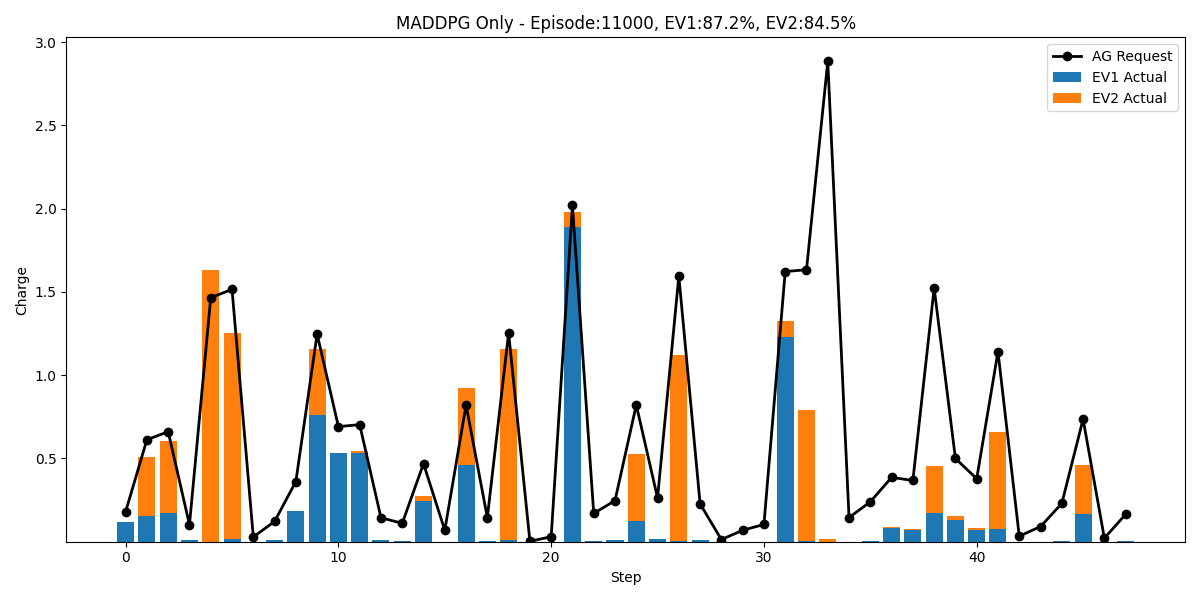 MADDPG Only - Episode:11000, EV1:87.2%, EV2:84.5%
3.0
2.5
2.0
1.5
1.0
0.5
Charge
AG Request
EV1 Actual
EV2 Actual
0
10
20
30
40
Step